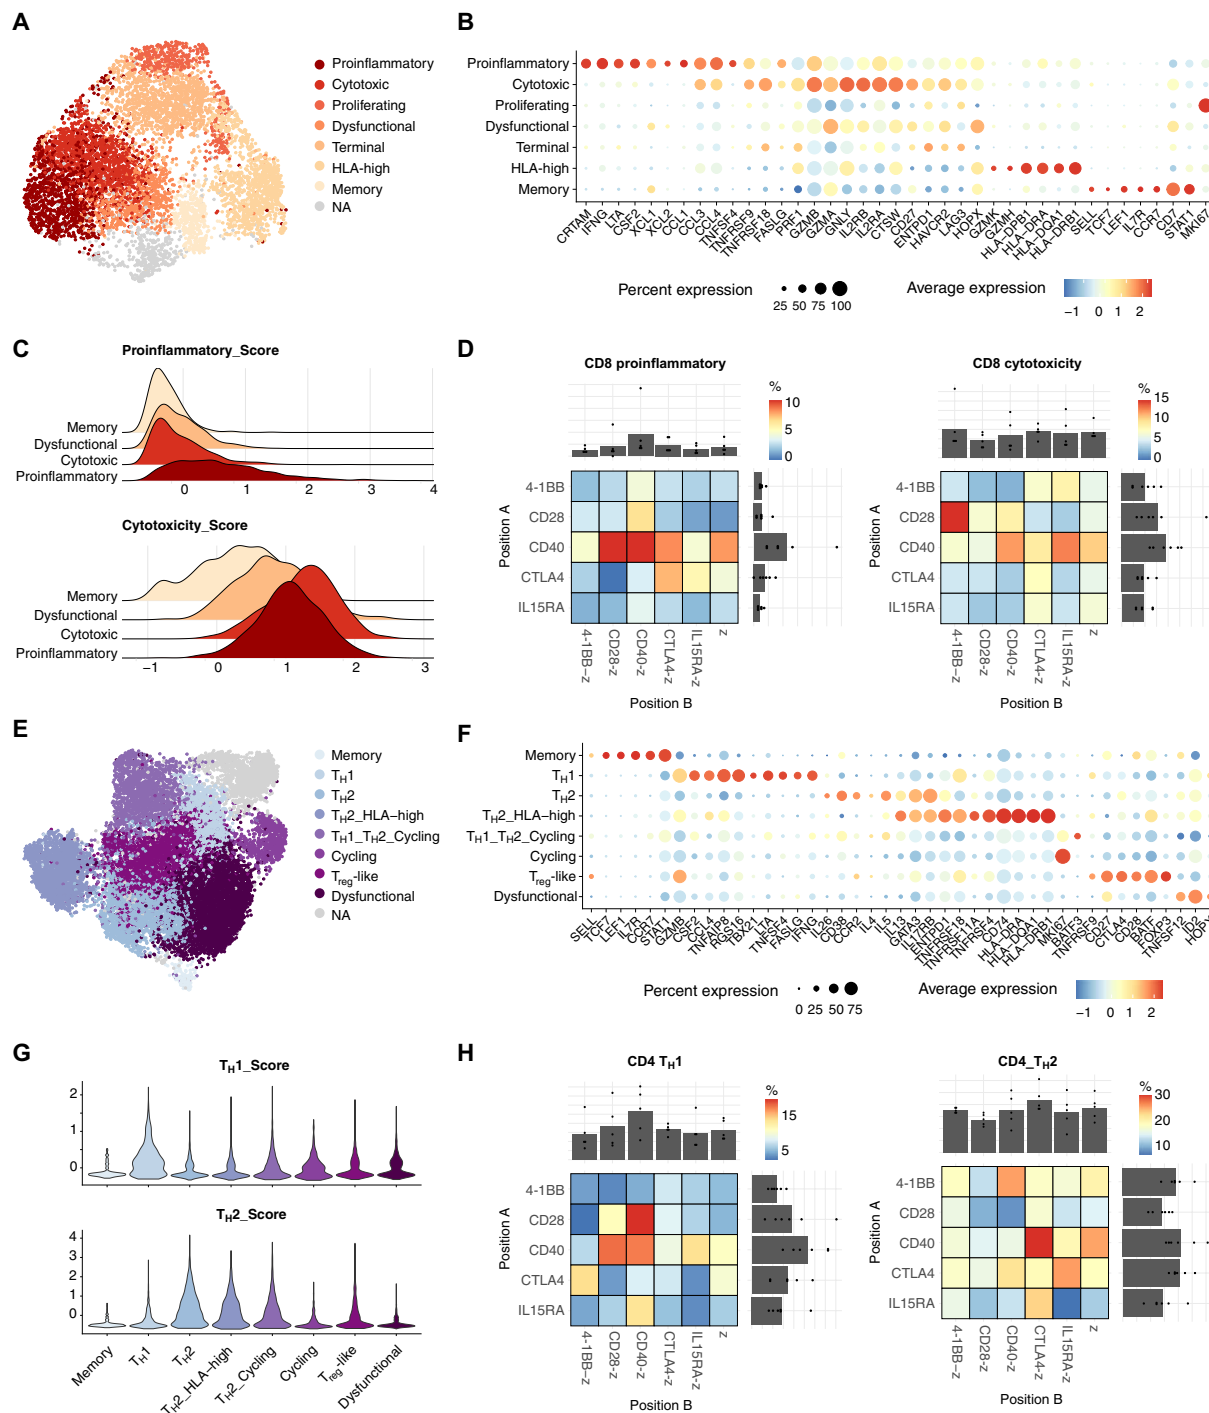 A
Proinflammatory
Cytotoxic
Proliferating
Dysfunctional
Terminal
HLA-high
Memory
NA
B
Proinflammatory
Cytotoxic
Proliferating
Dysfunctional
Terminal
HLA-high
Memory
CRTAM IFNG LTA CSF2 XCL1 XCL2 CCL1 CCL3 CCL4 TNFSF4 TNFRSF9 TNFRSF18 FASLG PRF1 GZMB GZMA GNLY IL2RB IL2RA CTSW CD27 ENTPD1 HAVCR2 LAG3 HOPX GZMK GZMH HLA-DPB1 HLA-DRA HLA-DQA1 HLA-DRB1 SELL TCF7 LEF1 IL7R CCR7 CD7 STAT1 MKI67
Percent expression
25 50 75 100
Average expression
−1 0 1 2
C
Proinflammatory_Score
Memory
Dysfunctional
Cytotoxic
Proinflammatory
0 1 2 3 4
Cytotoxicity_Score
Memory
Dysfunctional
Cytotoxic
Proinflammatory
−1 0 1 2 3
D
CD8 proinflammatory
%
10
5
0
Position A
4-1BB
CD28
CD40
CTLA4
IL15RA
4-1BB-z CD28-z CD40-z CTLA4-z IL15RA-z z
Position B
CD8 cytotoxicity
%
15
10
5
0
Position A
4-1BB
CD28
CD40
CTLA4
IL15RA
4-1BB-z CD28-z CD40-z CTLA4-z IL15RA-z z
Position B
E
Memory
TH1
TH2
TH2_HLA-high
TH1_TH2_Cycling
Cycling
Treg-like
Dysfunctional
NA
F
Memory
TH1
TH2
TH2_HLA-high
TH1_TH2_Cycling
Cycling
Treg-like
Dysfunctional
SELL TCF7 LEF1 IL7R CCR7 STAT1 GZMB CSF2 CCL4 TNFAIP8 RGS16 TBX21 LTA TNFSF4 FASLG IFNG IL26 CD38 CCR2 IL4 IL5 IL13 GATA3 IL17RB ENTPD1 TNFRSF18 TNFRSF11A TNFRSF4 CD74 HLA-DRA HLA-DQA1 HLA-DRB1 MKI67 BATF3 TNFRSF9 CD27 CTLA4 CD28 BATF FOXP3 TNFSF12 ID2 HOPX
Percent expression
0 25 50 75
Average expression
−1 0 1 2
G
TH1_Score
2
1
0
TH2_Score
4
3
2
1
0
Memory TH1 TH2 TH2_HLA-high TH2_Cycling Cycling Treg-like Dysfunctional
H
CD4 TH1
%
15
10
5
Position A
4-1BB
CD28
CD40
CTLA4
IL15RA
4-1BB-z CD28-z CD40-z CTLA4-z IL15RA-z z
Position B
CD4_TH2
%
30
20
10
Position A
4-1BB
CD28
CD40
CTLA4
IL15RA
4-1BB-z CD28-z CD40-z CTLA4-z IL15RA-z z
Position B